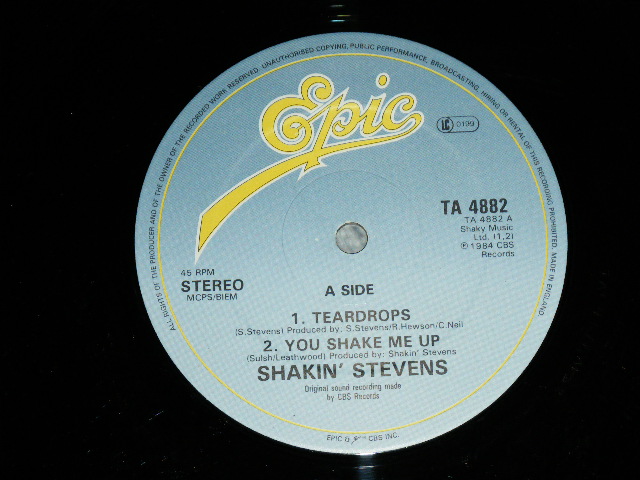 ALL RIGHTS OF THE PRODUCER AND OF THE OWNER OF THE RECORDED WORK RESERVED. UNAUTHORISED COPYING, PUBLIC PERFORMANCE, BROADCASTING, HIRING OR RENTAL OF THIS RECORDING PROHIBITED. MADE IN ENGLAND.
Epic
LC 0199
TA 4882
TA 4882 A
Shaky Music
Ltd. (1,2)
℗ 1984 CBS
Records
45 RPM
STEREO
MCPS/BIEM
A SIDE
1. TEARDROPS
(S.Stevens) Produced by: S.Stevens/R.Hewson/C.Neil
2. YOU SHAKE ME UP
(Sulsh/Leathwood) Produced by: Shakin' Stevens
SHAKIN' STEVENS
Original sound recording made
by CBS Records
EPIC & CBS INC.